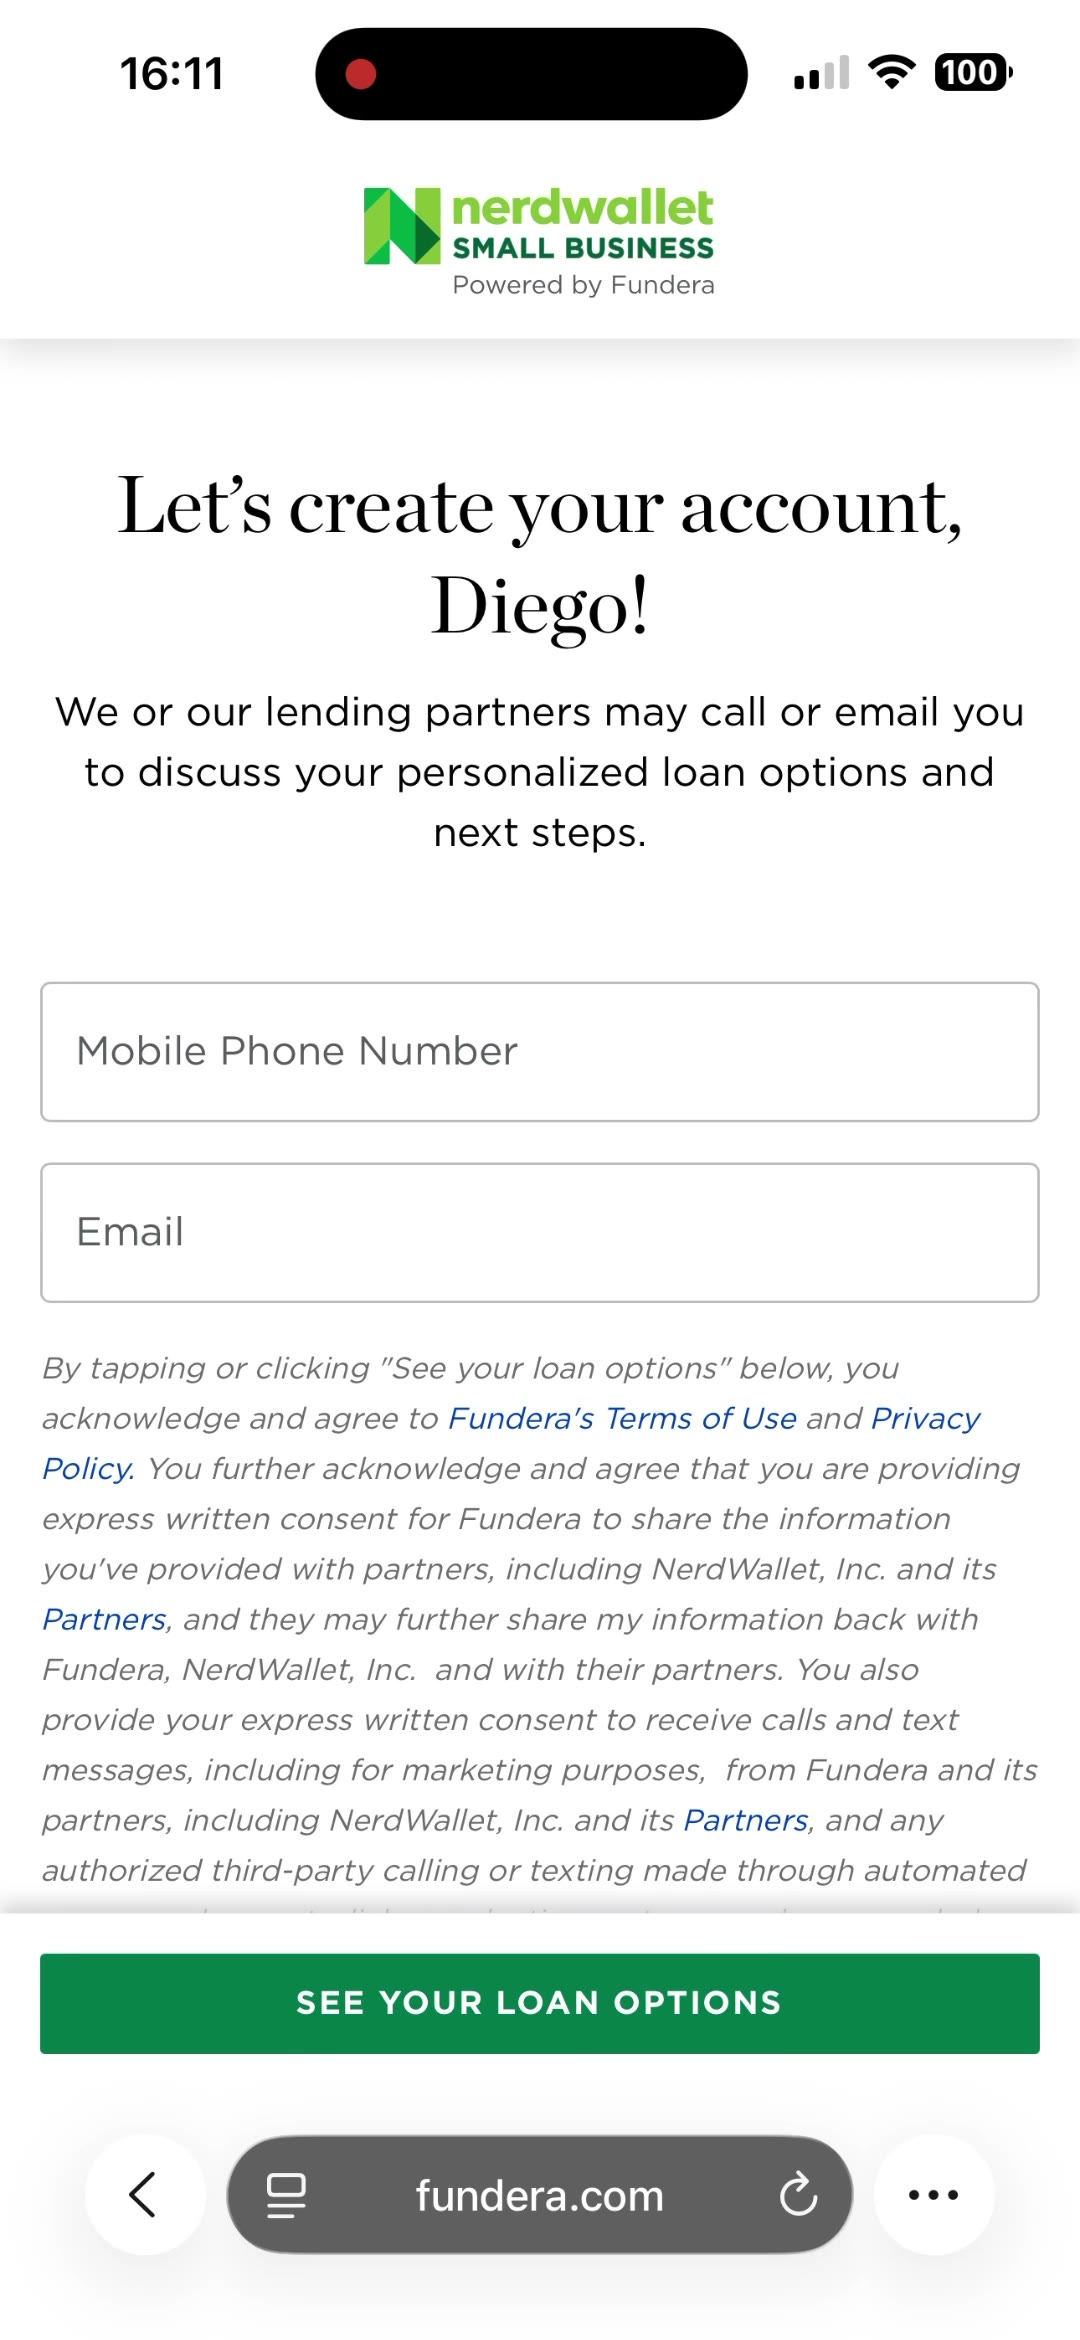 16:11
100
nerdwallet
SMALL BUSINESS
Powered by Fundera
Let’s create your account,
Diego!
We or our lending partners may call or email you
to discuss your personalized loan options and
next steps.
Mobile Phone Number
Email
By tapping or clicking "See your loan options" below, you
acknowledge and agree to Fundera's Terms of Use and Privacy
Policy. You further acknowledge and agree that you are providing
express written consent for Fundera to share the information
you've provided with partners, including NerdWallet, Inc. and its
Partners, and they may further share my information back with
Fundera, NerdWallet, Inc.  and with their partners. You also
provide your express written consent to receive calls and text
messages, including for marketing purposes,  from Fundera and its
partners, including NerdWallet, Inc. and its Partners, and any
authorized third-party calling or texting made through automated
SEE YOUR LOAN OPTIONS
fundera.com